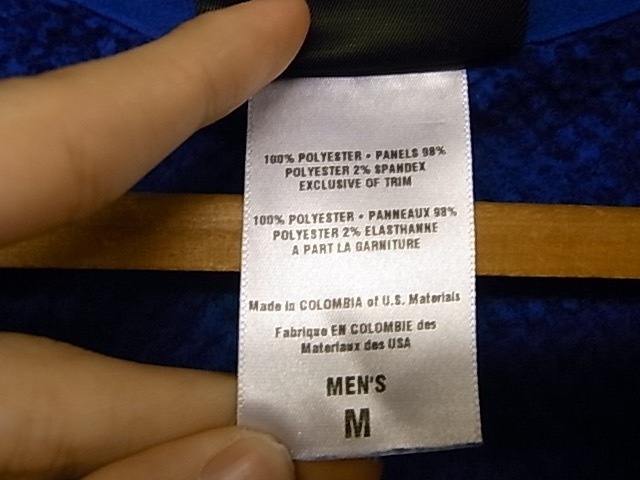 100% POLYESTER • PANELS 98%
POLYESTER 2% SPANDEX
EXCLUSIVE OF TRIM
100% POLYESTER • PANNEAUX 98%
POLYESTER 2% ELASTHANNE
A PART LA GARNITURE
Made in COLOMBIA of U.S. Materials
Fabrique EN COLOMBIE des
Materiaux des USA
MEN'S
M